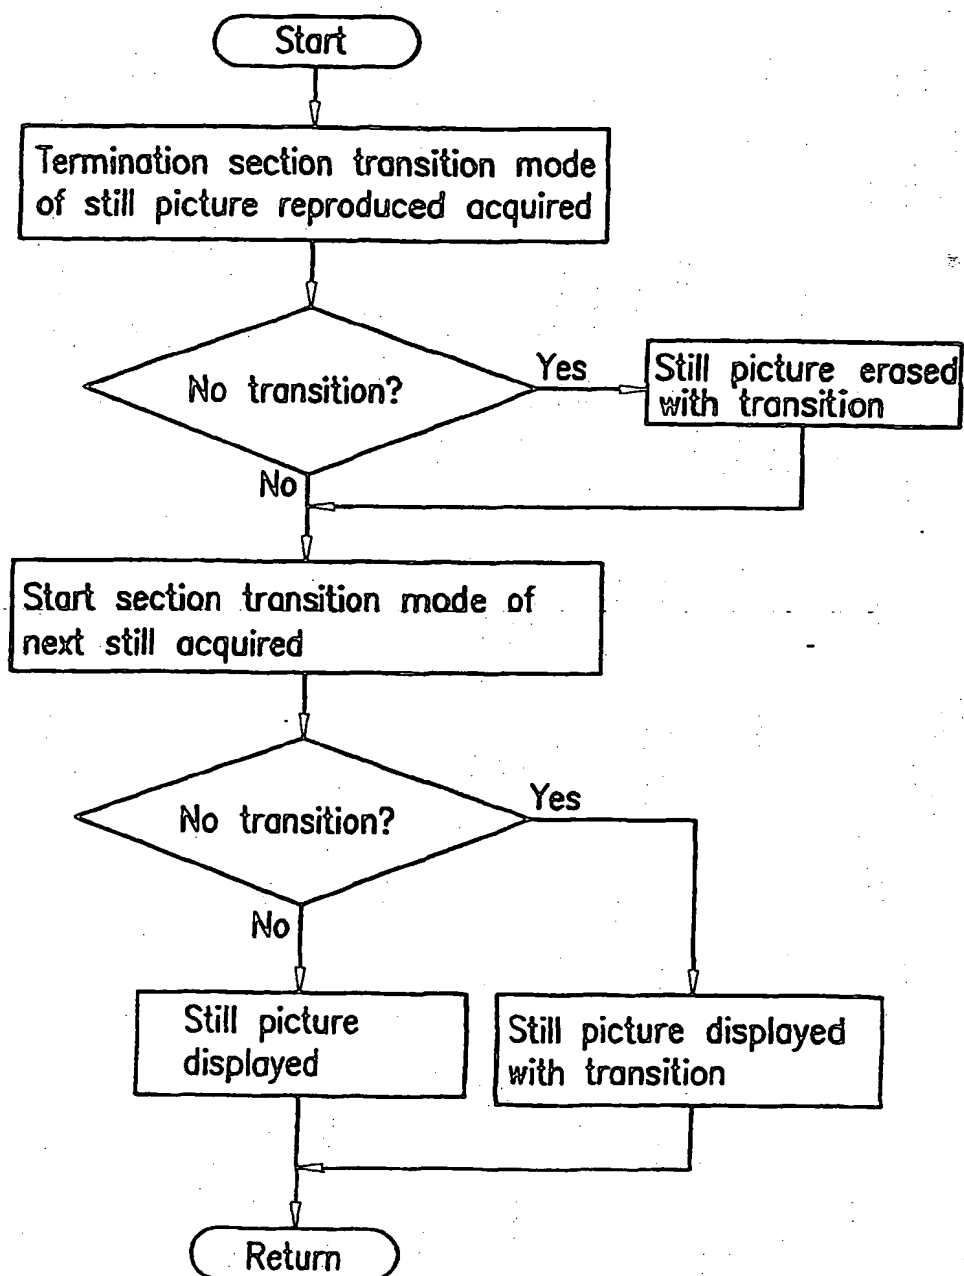 Start
Termination section transition mode
of still picture reproduced acquired
No transition?
Yes
Still picture erased
with transition
No
Start section transition mode of
next still acquired
No transition?
Yes
No
Still picture
displayed
Still picture displayed
with transition
Return